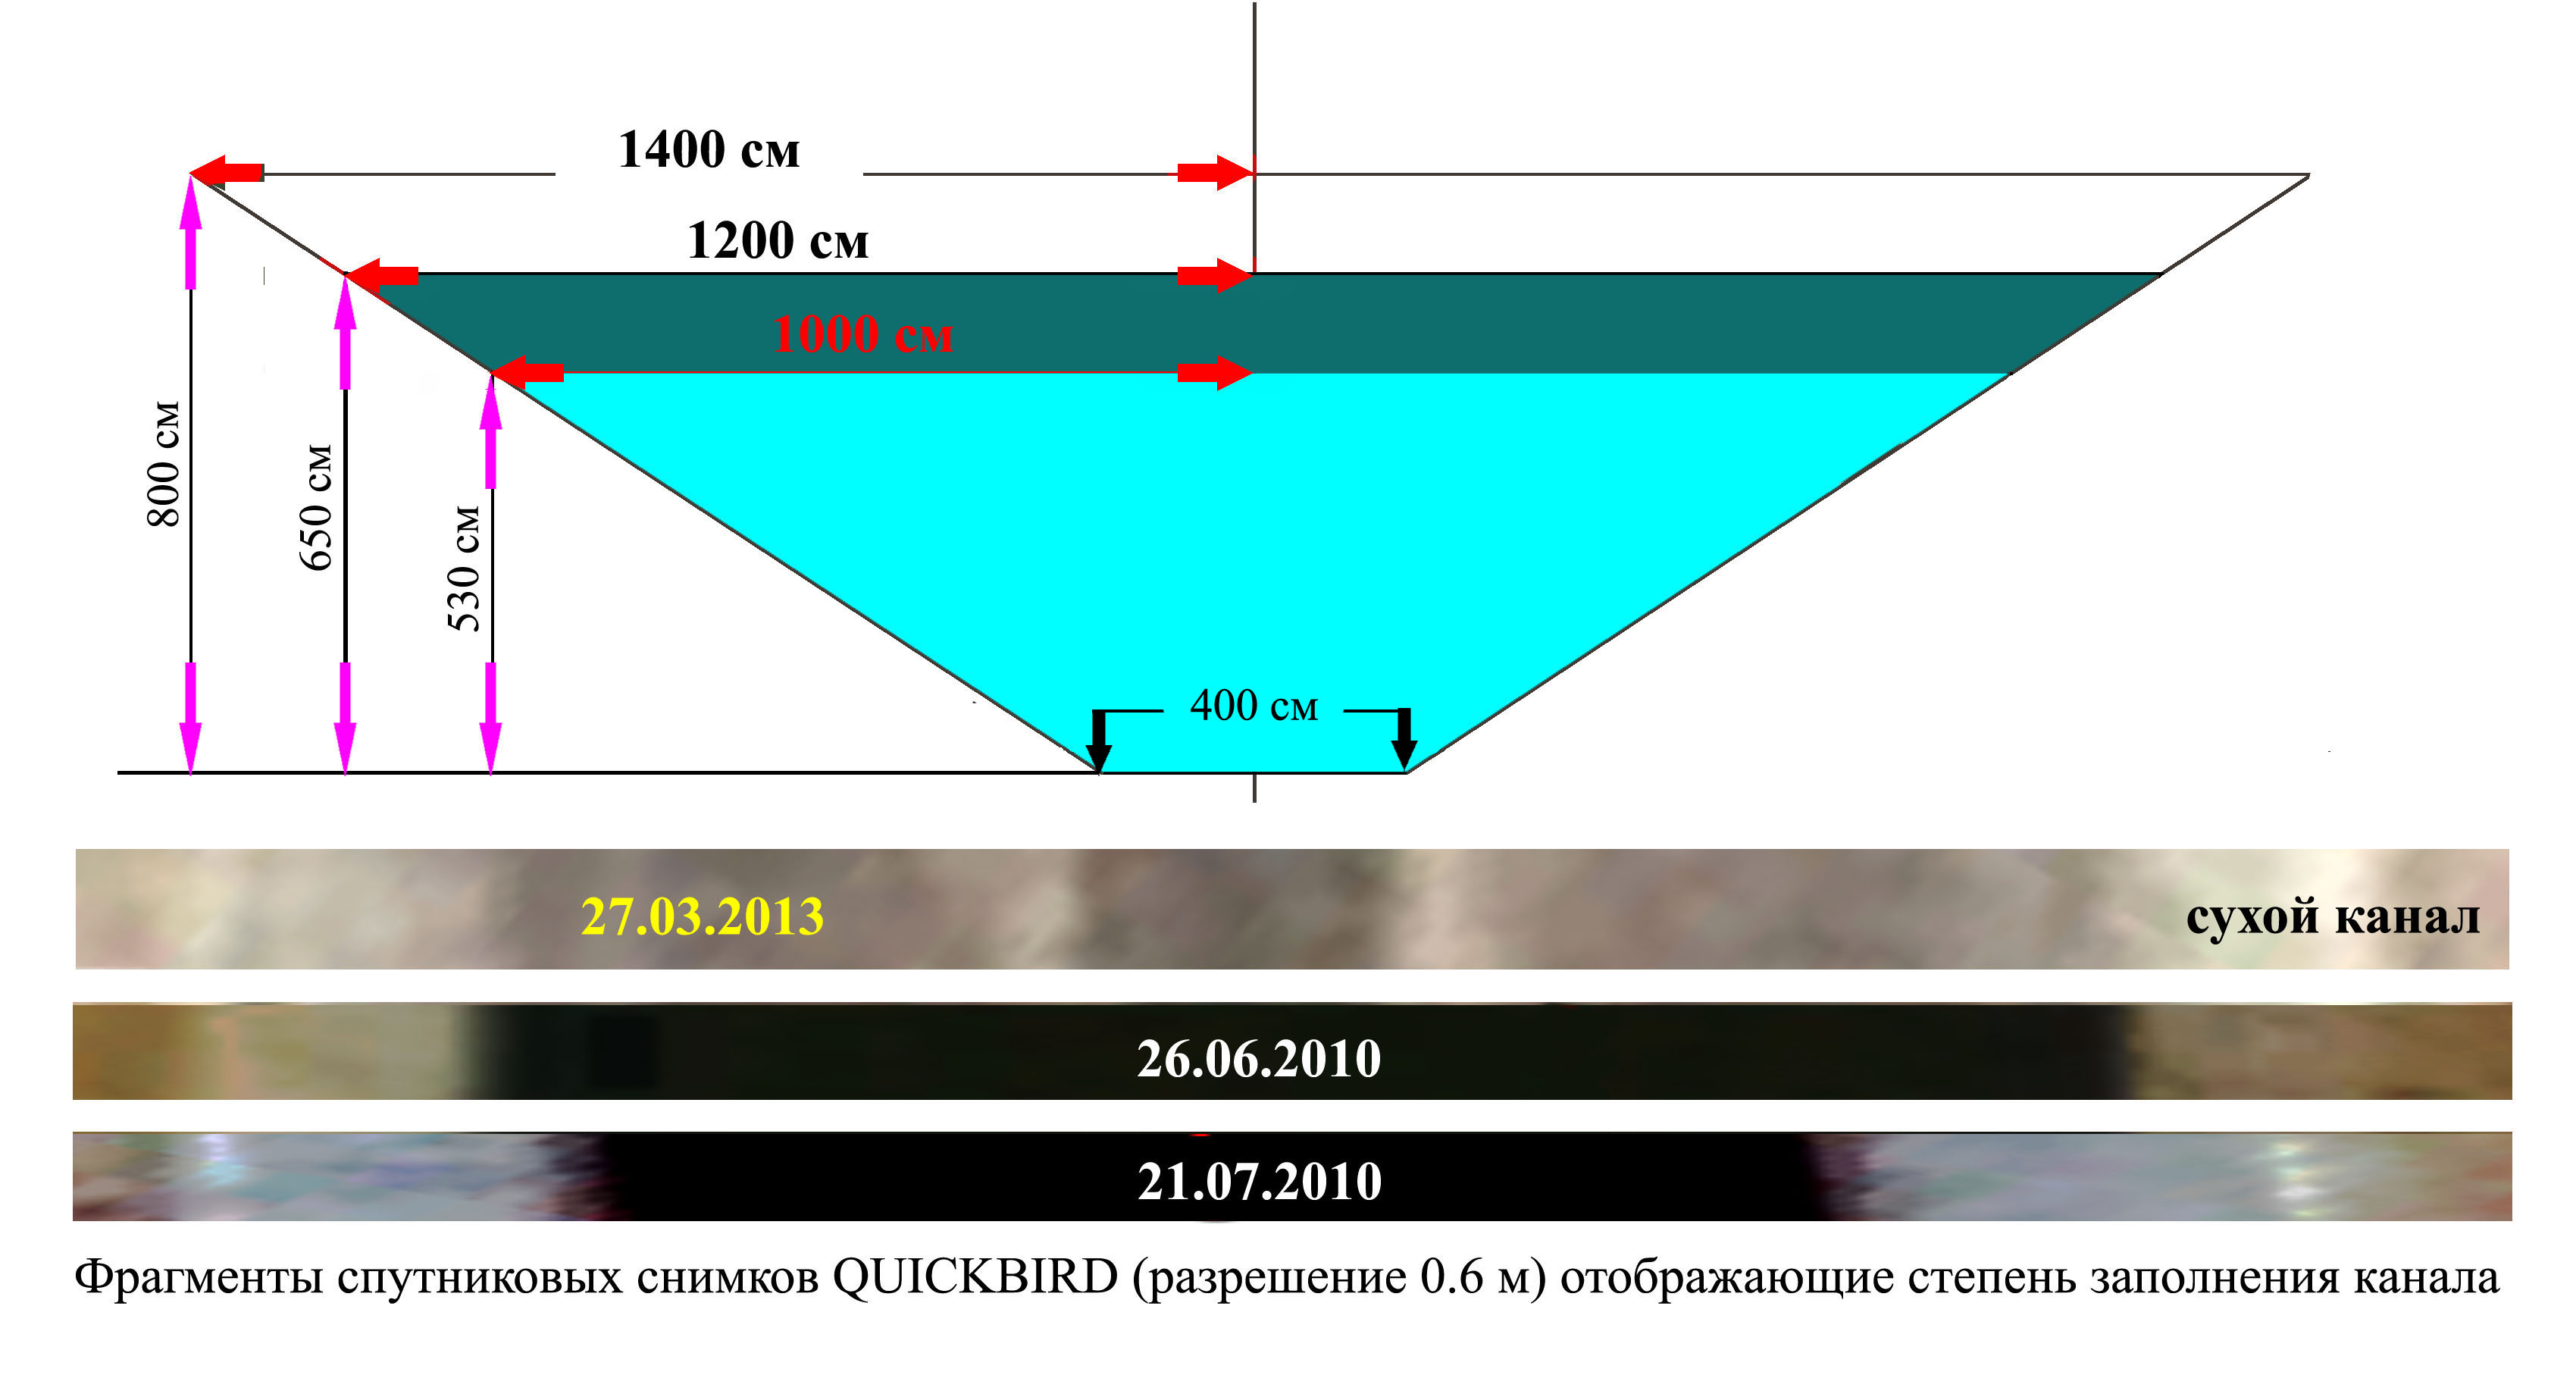 1400 см
1200 см
1000 см
800 см
650 см
530 см
400 см
27.03.2013
сухой канал
26.06.2010
21.07.2010
Фрагменты спутниковых снимков QUICKBIRD (разрешение 0.6 м) отображающие степень заполнения канала